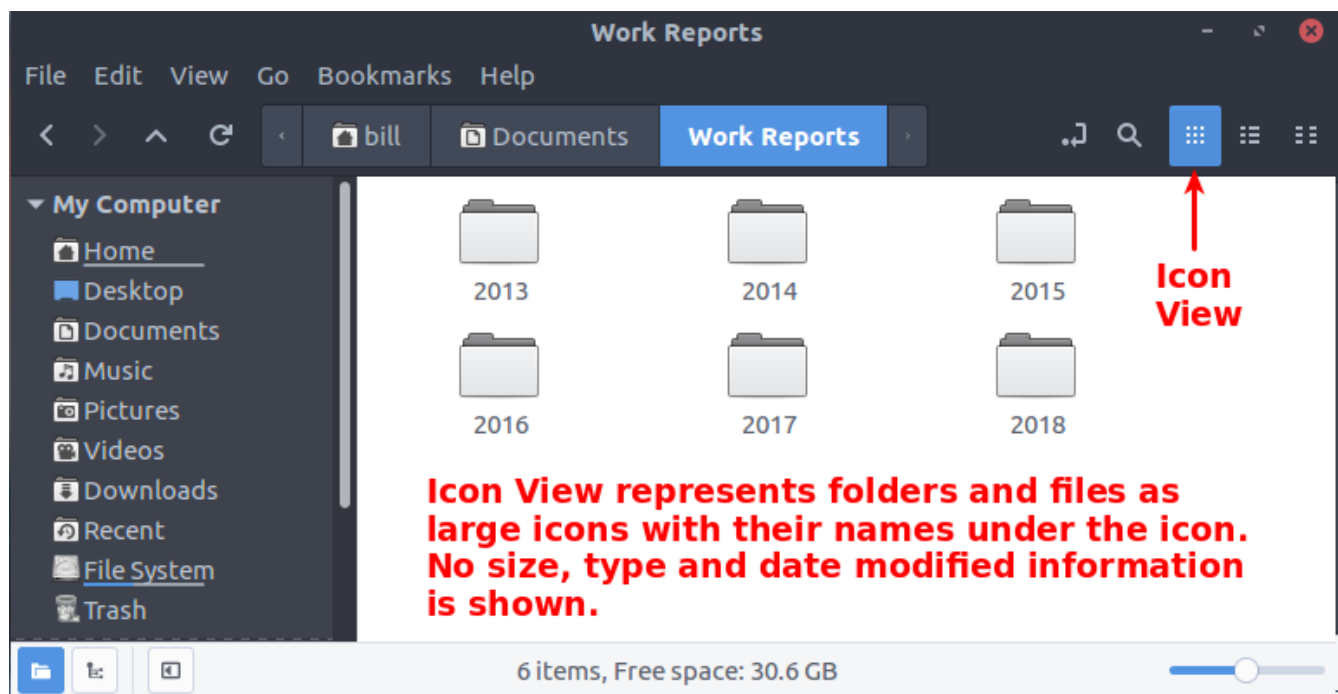 Work Reports
File Edit View Go Bookmarks Help
bill Documents Work Reports
My Computer
Home
Desktop
Documents
Music
Pictures
Videos
Downloads
Recent
File System
Trash
2013 2014 2015
2016 2017 2018
Icon
View
Icon View represents folders and files as
large icons with their names under the icon.
No size, type and date modified information
is shown.
6 items, Free space: 30.6 GB